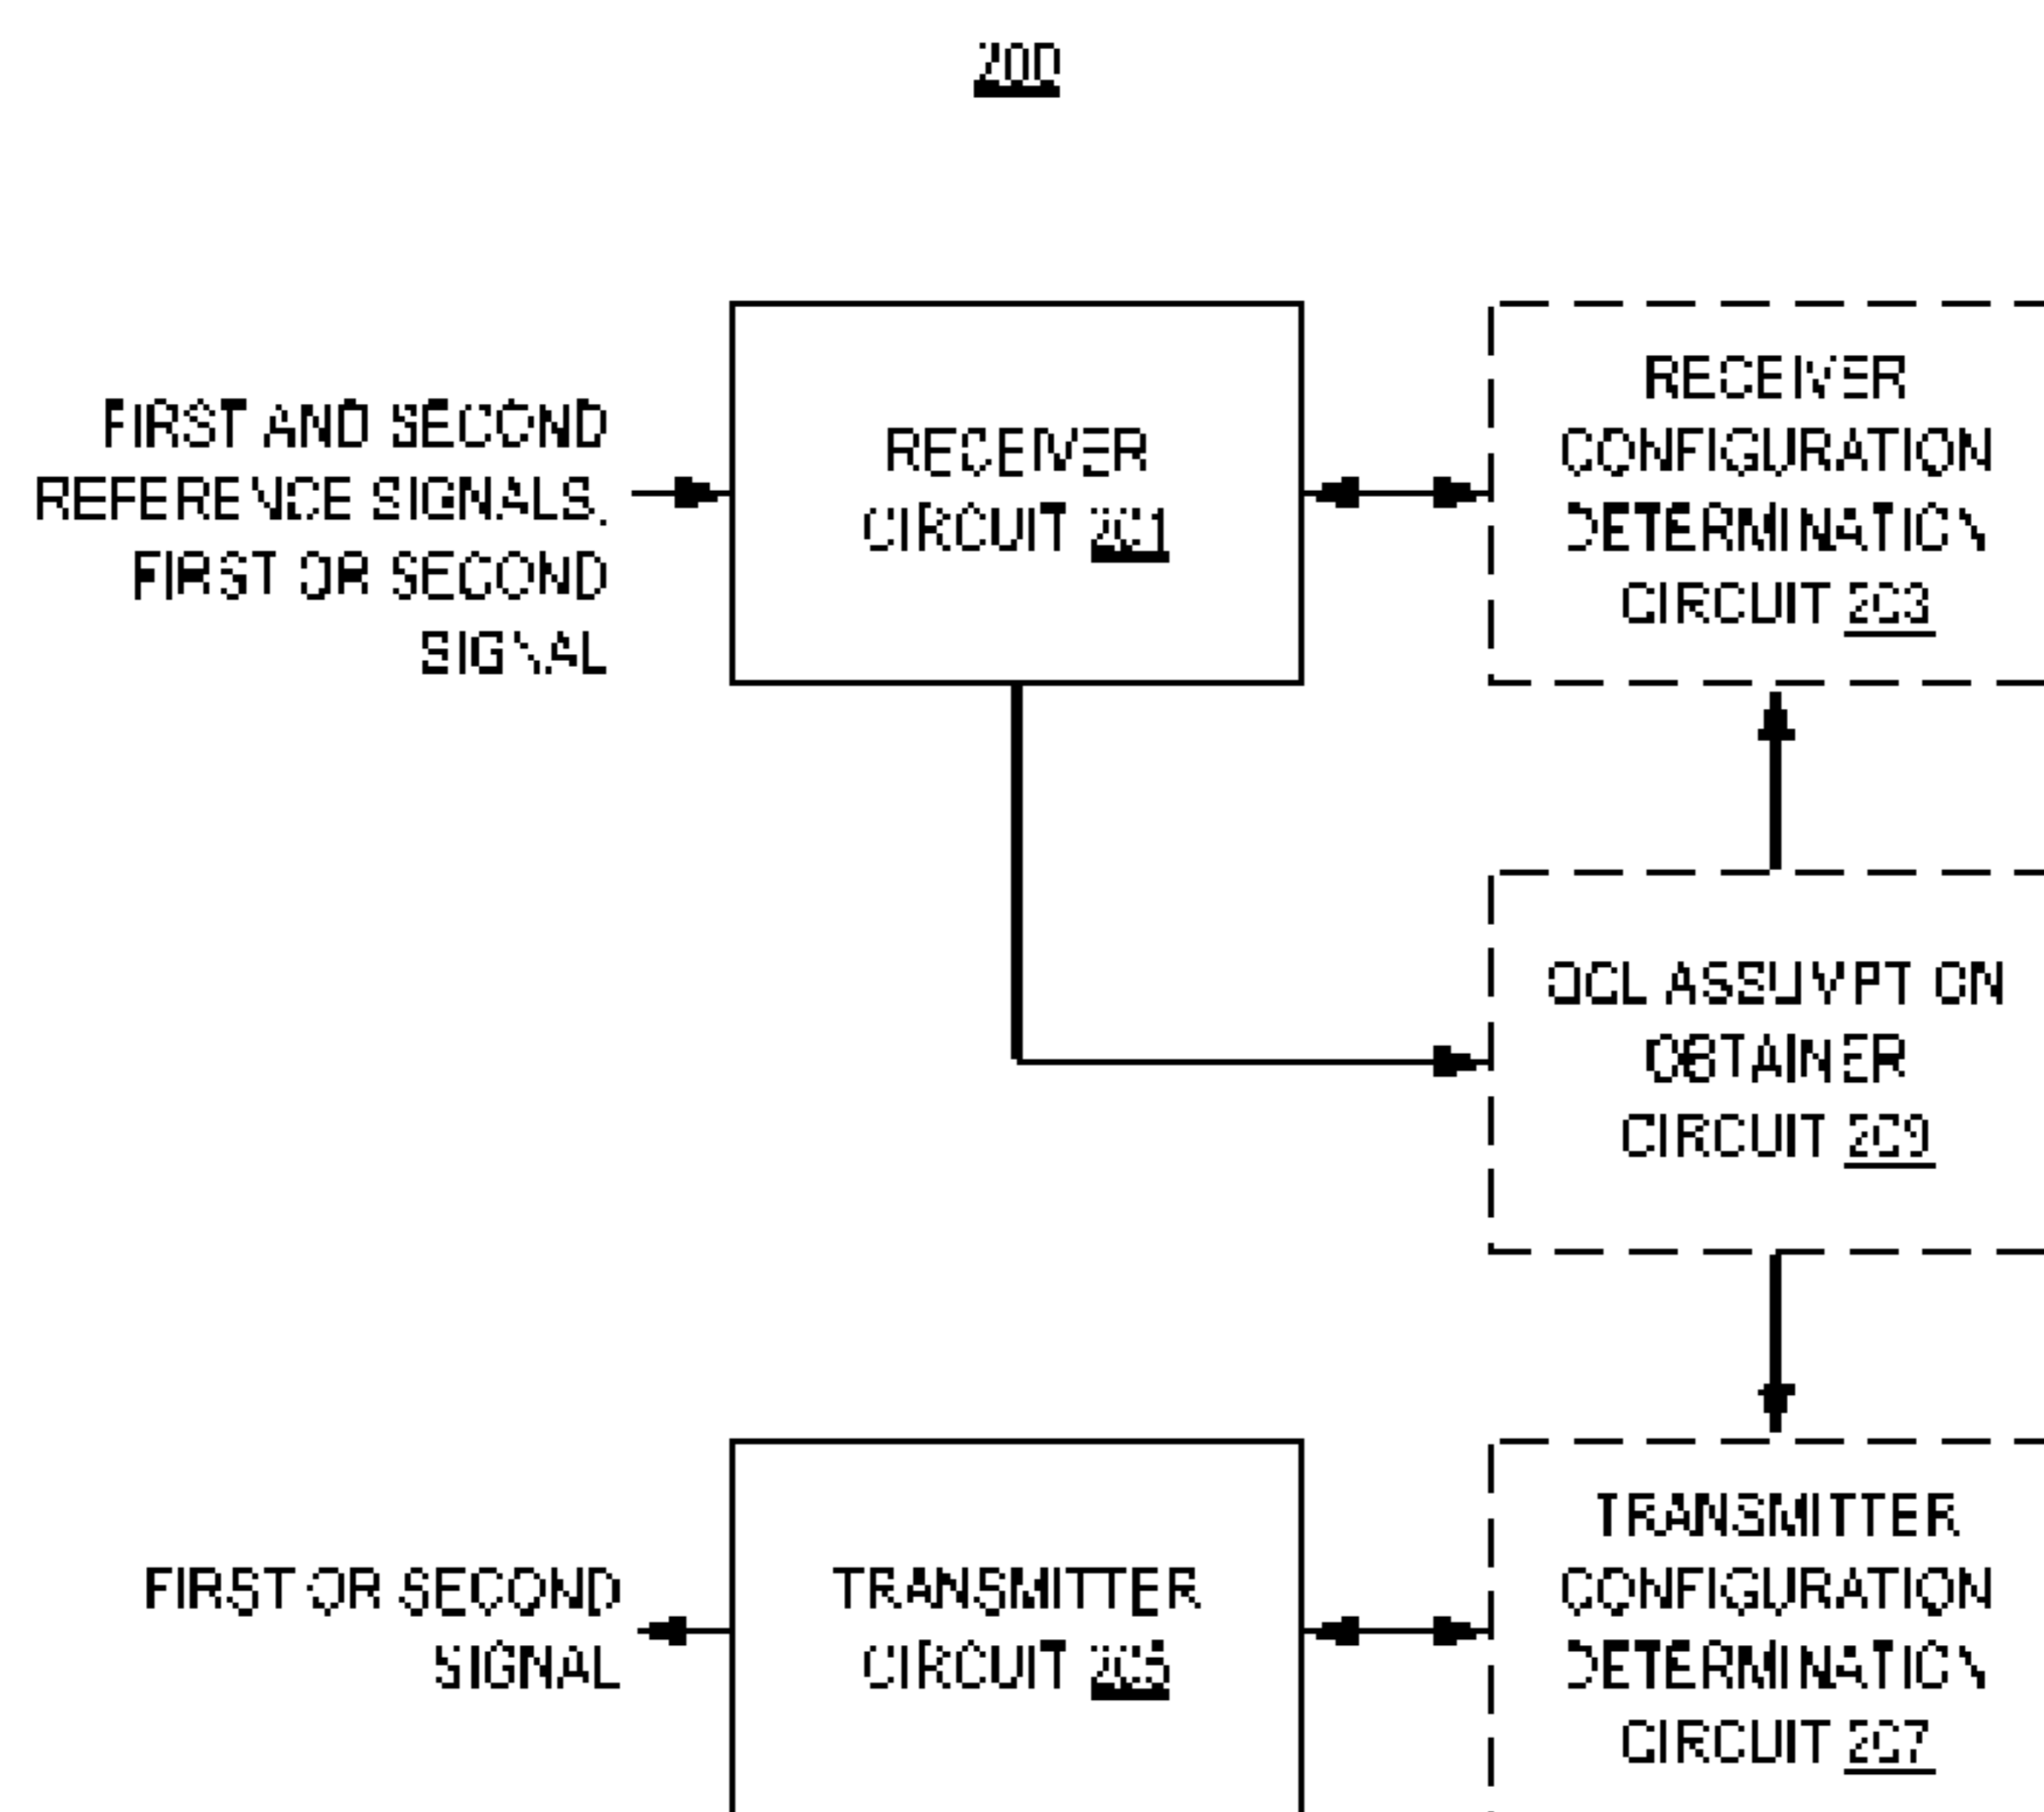 200
FIRST AND SECOND
REFERENCE SIGNALS,
FIRST OR SECOND
SIGNAL
RECEIVER
CIRCUIT 201
RECEIVER
CONFIGURATION
DETERMINATION
CIRCUIT 203
QCL ASSUMPTION
OBTAINER
CIRCUIT 209
FIRST OR SECOND
SIGNAL
TRANSMITTER
CIRCUIT 205
TRANSMITTER
CONFIGURATION
DETERMINATION
CIRCUIT 207